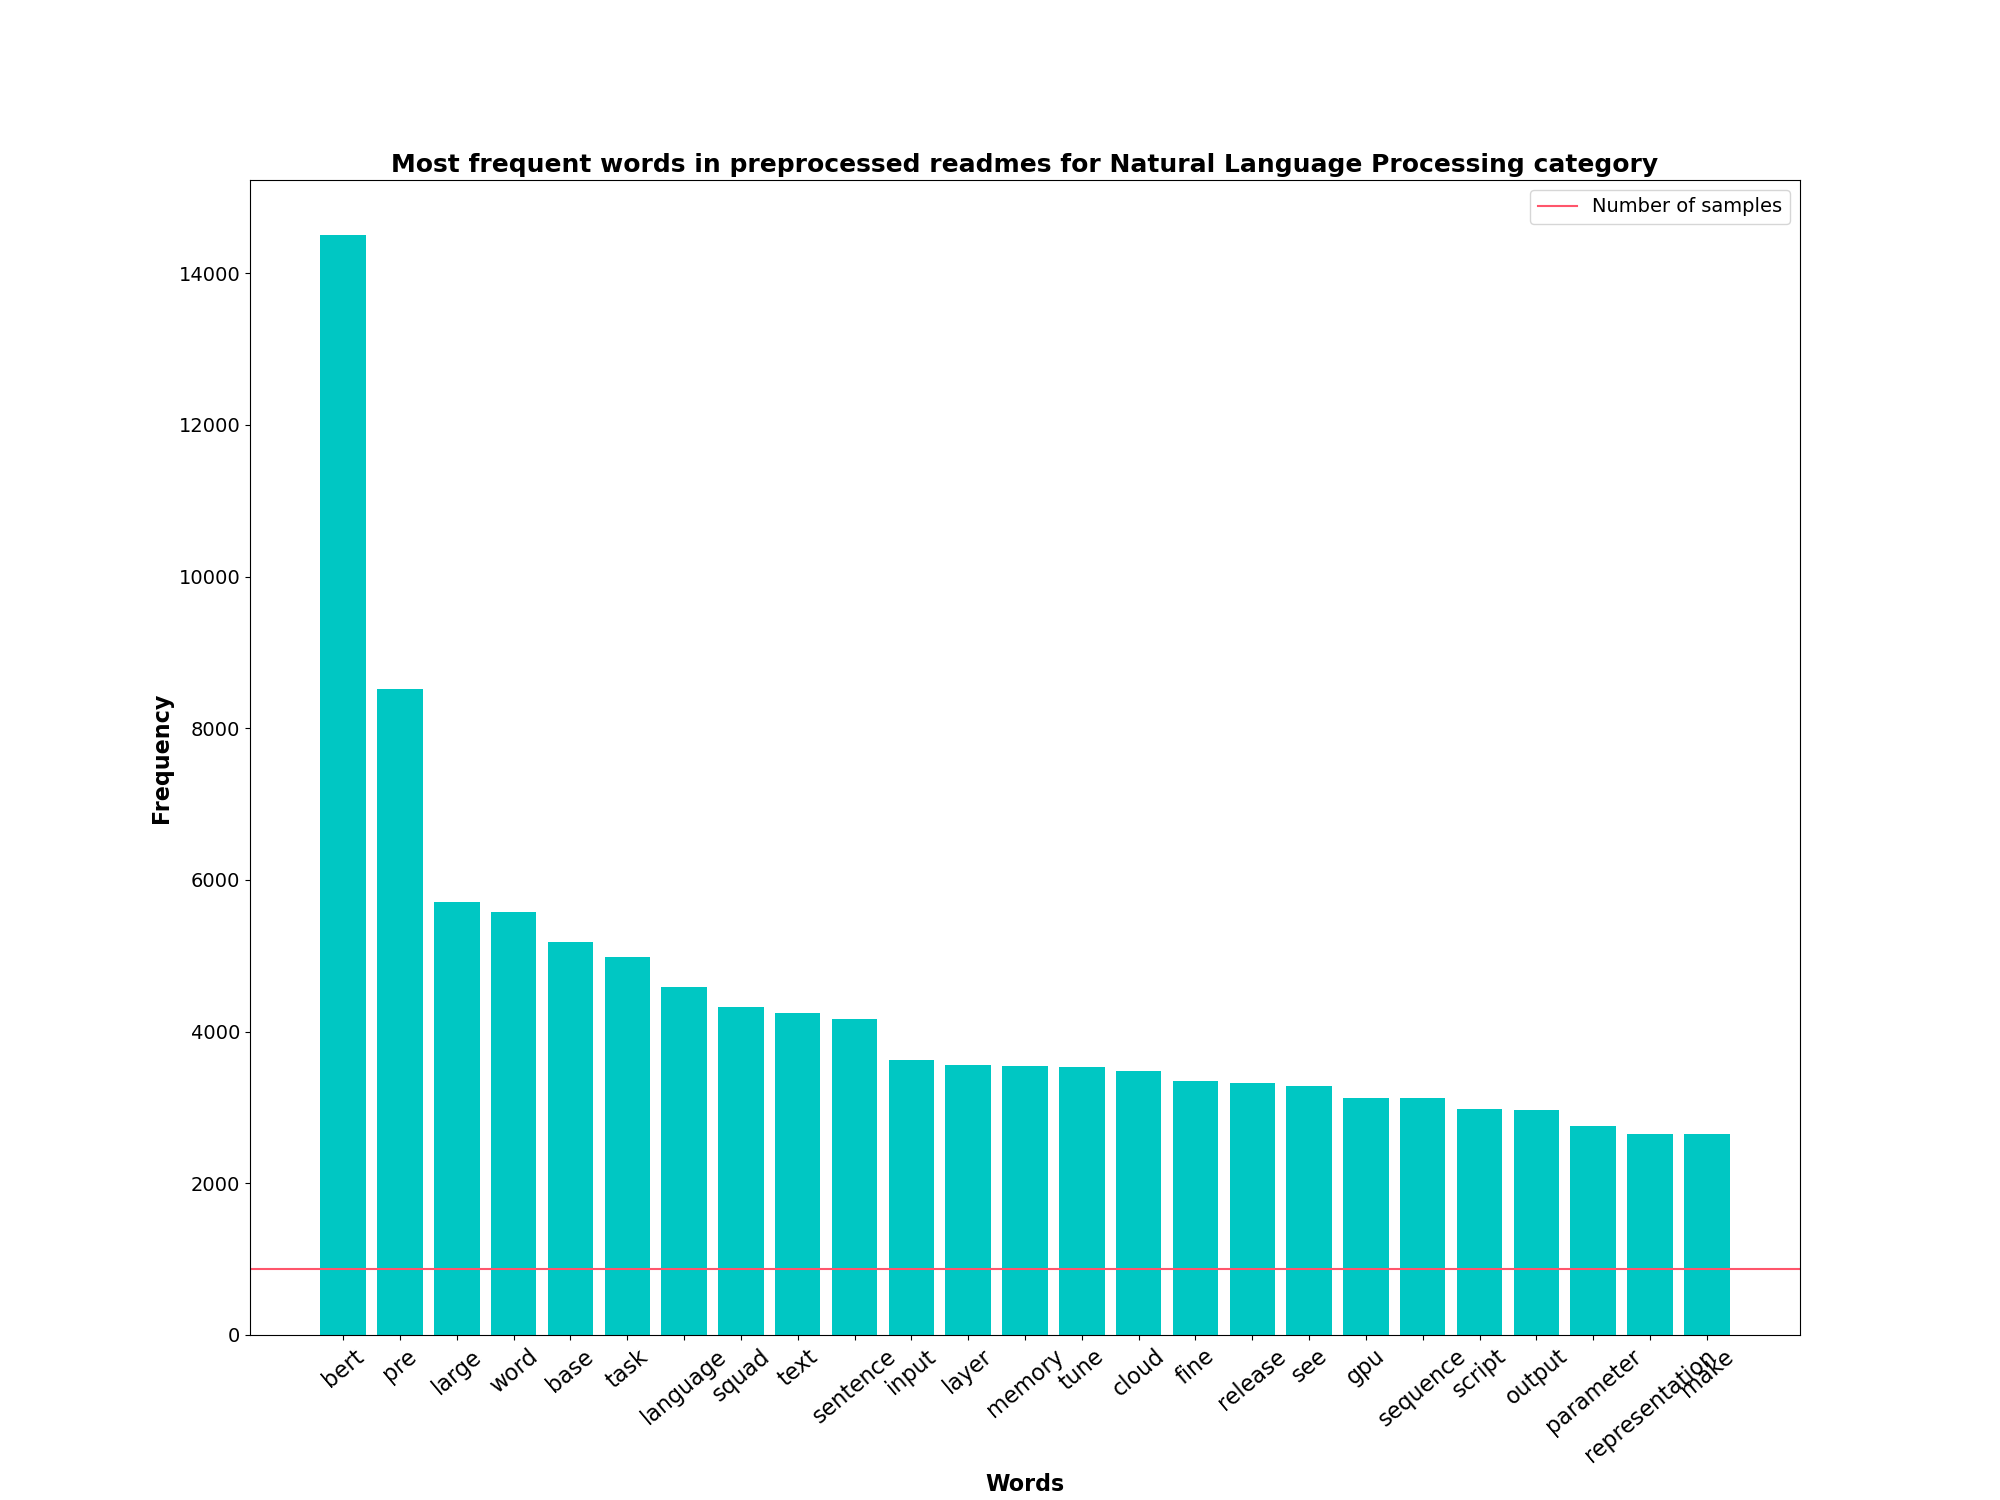 Most frequent words in preprocessed readmes for Natural Language Processing category
Number of samples
14000
12000
10000
8000
6000
4000
2000
0
Frequency
bert
pre
large
word
base
task
language
squad
text
sentence
input
layer
memory
tune
cloud
fine
release
see
gpu
sequence
script
output
parameter
representation
make
Words